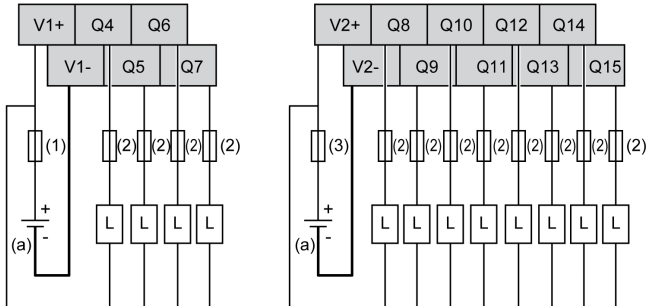 V1+ Q4 Q6 V2+ Q8 Q10 Q12 Q14
V1- Q5 Q7 V2- Q9 Q11 Q13 Q15
(1) (2) (2) (2) (2) (3) (2) (2) (2) (2) (2) (2) (2) (2)
+ +
(a) - L L L L (a) - L L L L L L L L